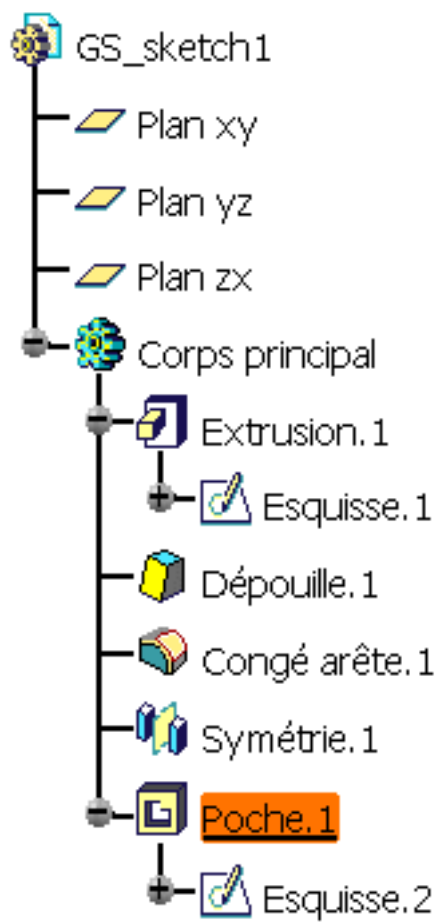 GS_sketch1
Plan xy
Plan yz
Plan zx
Corps principal
Extrusion.1
Esquisse.1
Dépouille.1
Congé arête.1
Symétrie.1
Poche.1
Esquisse.2